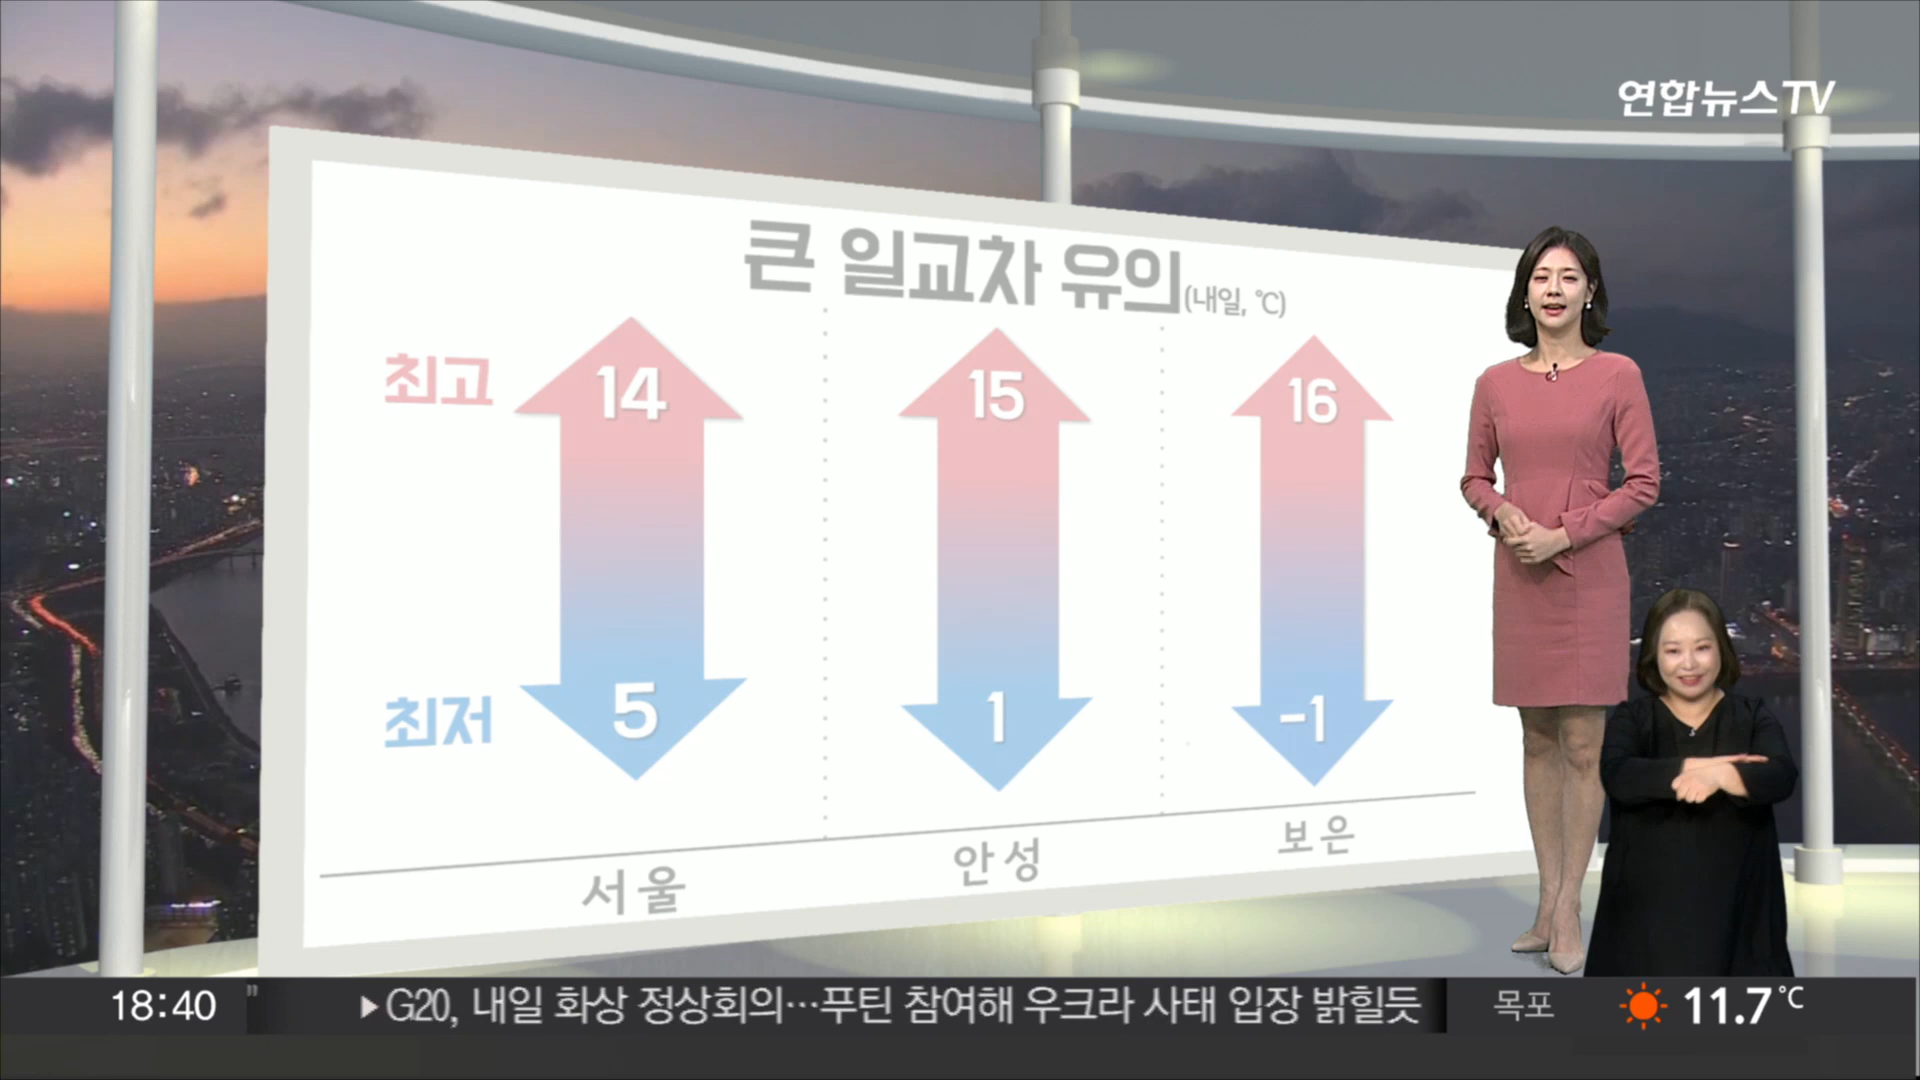 연합뉴스TV
큰 일교차 유의(내일, ℃)
최고 14 15 16
최저 5 1 -1
서울 안성 보은
18:40 " ▶G20, 내일 화상 정상회의…푸틴 참여해 우크라 사태 입장 밝힐듯 목포 11.7℃